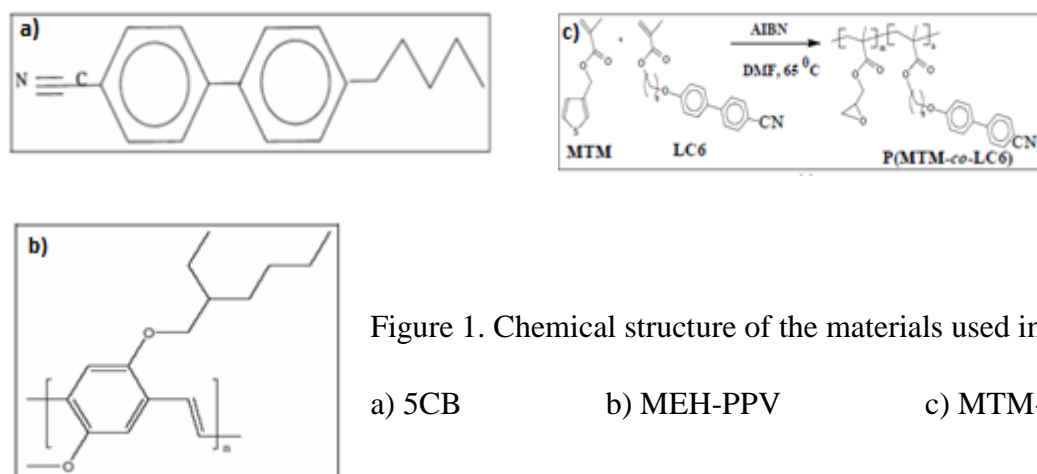 a)
N C
c)
AIBN
DMF, 65 ⁰C
O
O
O
O
O
S
MTM
LC6
CN
P(MTM-co-LC6)
CN
b)
O
O
n
Figure 1. Chemical structure of the materials used in
a) 5CB b) MEH-PPV c) MTM-